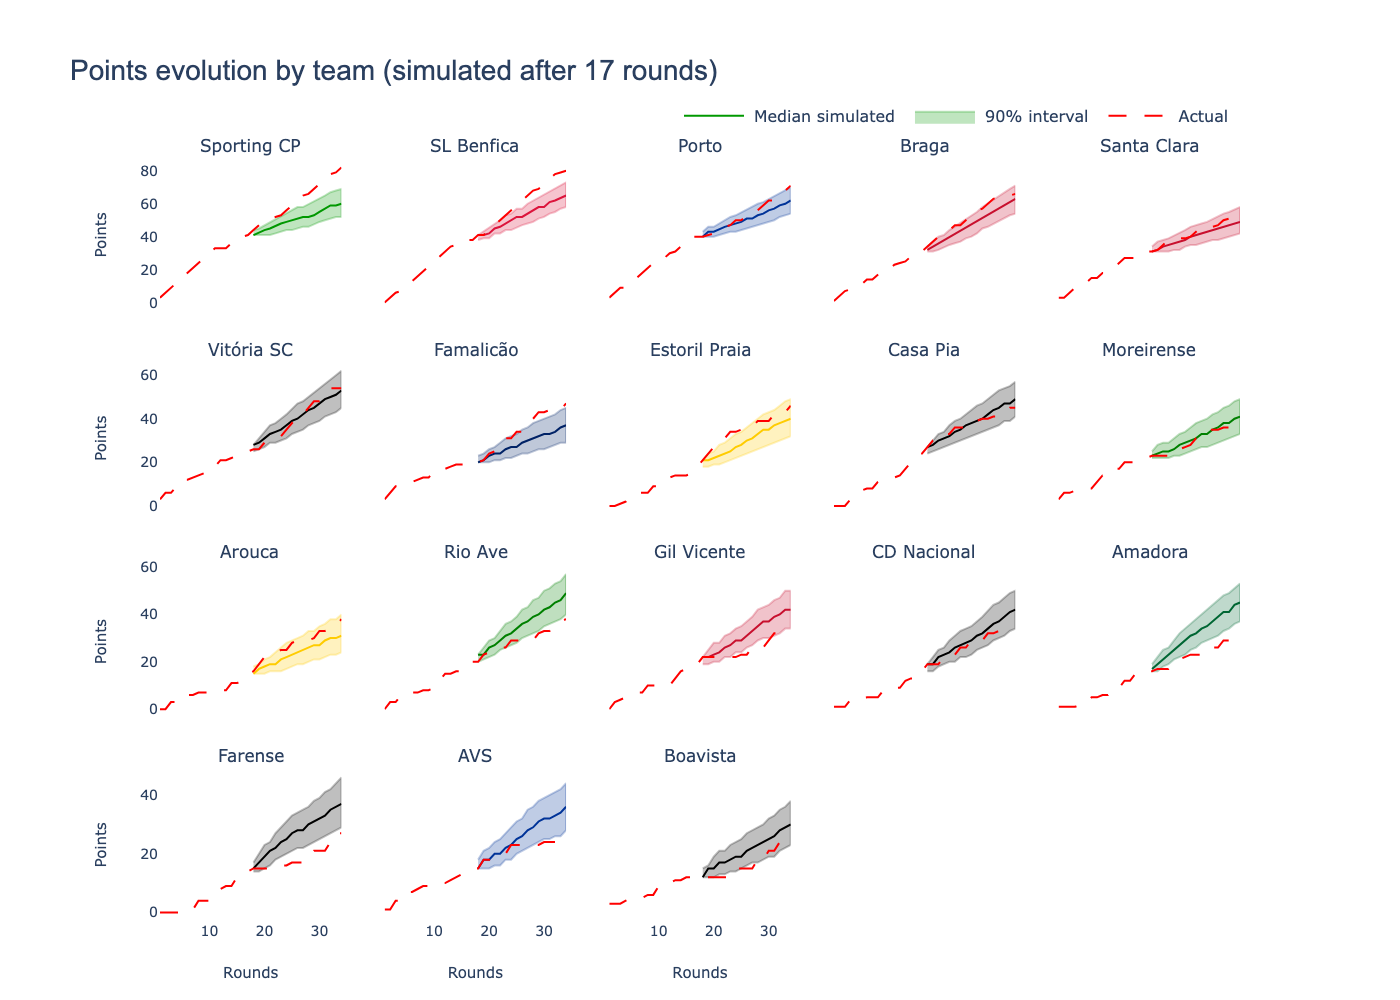 Points evolution by team (simulated after 17 rounds)
Median simulated 90% interval Actual
Sporting CP SL Benfica Porto Braga Santa Clara
80
60
40
20
0
Points
Vitória SC Famalicão Estoril Praia Casa Pia Moreirense
60
40
20
0
Points
Arouca Rio Ave Gil Vicente CD Nacional Amadora
60
40
20
0
Points
Farense AVS Boavista
40
20
0
Points
10 20 30 10 20 30 10 20 30
Rounds Rounds Rounds